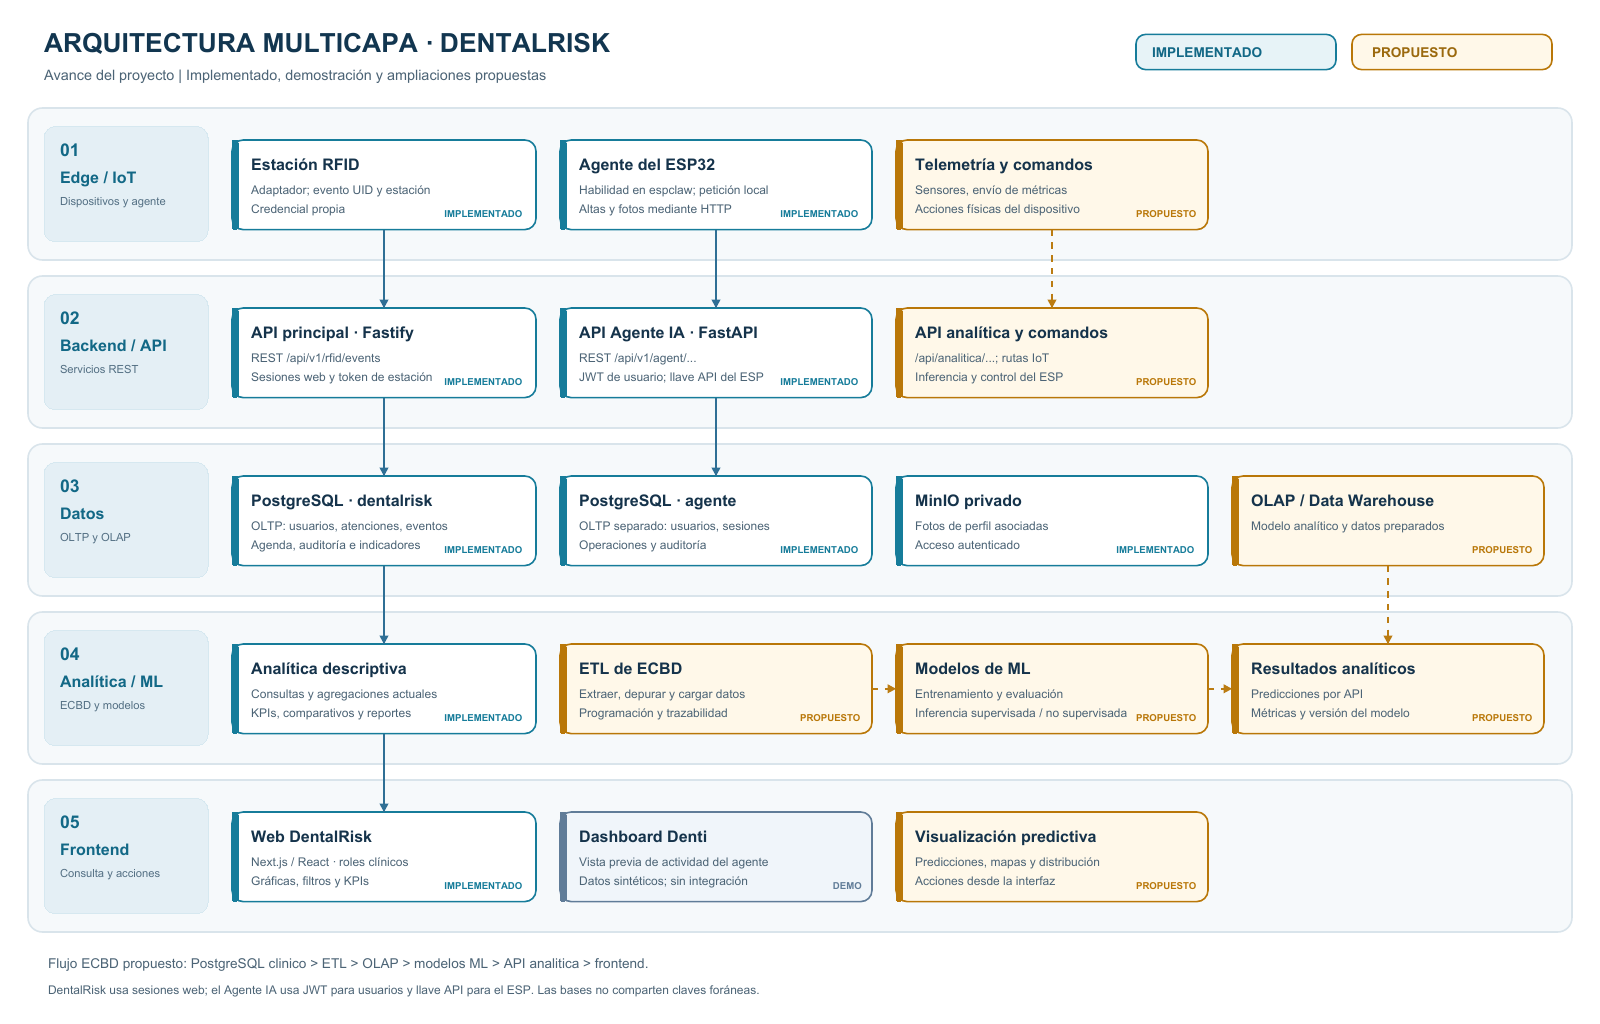 ARQUITECTURA MULTICAPA · DENTALRISK
Avance del proyecto | Implementado, demostración y ampliaciones propuestas
IMPLEMENTADO
PROPUESTO
01
Edge / IoT
Dispositivos y agente
Estación RFID
Adaptador; evento UID y estación
Credencial propia
IMPLEMENTADO
Agente del ESP32
Habilidad en espclaw; petición local
Altas y fotos mediante HTTP
IMPLEMENTADO
Telemetría y comandos
Sensores, envío de métricas
Acciones físicas del dispositivo
PROPUESTO
02
Backend / API
Servicios REST
API principal · Fastify
REST /api/v1/rfid/events
Sesiones web y token de estación
IMPLEMENTADO
API Agente IA · FastAPI
REST /api/v1/agent/...
JWT de usuario; llave API del ESP
IMPLEMENTADO
API analítica y comandos
/api/analitica/...; rutas IoT
Inferencia y control del ESP
PROPUESTO
03
Datos
OLTP y OLAP
PostgreSQL · dentalrisk
OLTP: usuarios, atenciones, eventos
Agenda, auditoría e indicadores
IMPLEMENTADO
PostgreSQL · agente
OLTP separado: usuarios, sesiones
Operaciones y auditoría
IMPLEMENTADO
MinIO privado
Fotos de perfil asociadas
Acceso autenticado
IMPLEMENTADO
OLAP / Data Warehouse
Modelo analítico y datos preparados
PROPUESTO
04
Analítica / ML
ECBD y modelos
Analítica descriptiva
Consultas y agregaciones actuales
KPIs, comparativos y reportes
IMPLEMENTADO
ETL de ECBD
Extraer, depurar y cargar datos
Programación y trazabilidad
PROPUESTO
Modelos de ML
Entrenamiento y evaluación
Inferencia supervisada / no supervisada
PROPUESTO
Resultados analíticos
Predicciones por API
Métricas y versión del modelo
PROPUESTO
05
Frontend
Consulta y acciones
Web DentalRisk
Next.js / React · roles clínicos
Gráficas, filtros y KPIs
IMPLEMENTADO
Dashboard Denti
Vista previa de actividad del agente
Datos sintéticos; sin integración
DEMO
Visualización predictiva
Predicciones, mapas y distribución
Acciones desde la interfaz
PROPUESTO
Flujo ECBD propuesto: PostgreSQL clinico > ETL > OLAP > modelos ML > API analitica > frontend.
DentalRisk usa sesiones web; el Agente IA usa JWT para usuarios y llave API para el ESP. Las bases no comparten claves foráneas.